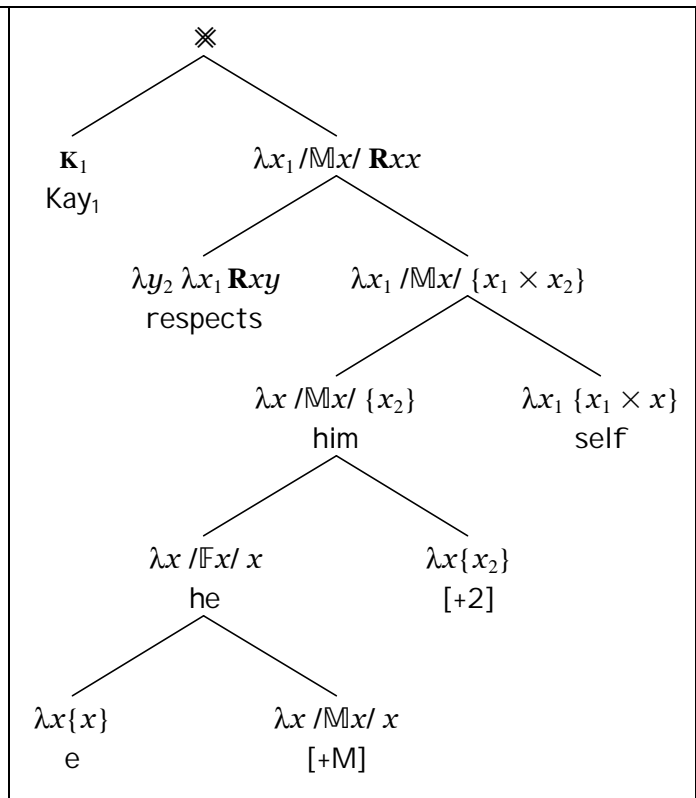 ※
K₁ λx₁ /𝕄x/ Rxx
Kay₁
λy₂ λx₁ Rxy λx₁ /𝕄x/ {x₁ × x₂}
respects
λx /𝕄x/ {x₂} λx₁ {x₁ × x}
him self
λx /𝔽x/ x λx{x₂}
he [+2]
λx{x} λx /𝕄x/ x
e [+M]